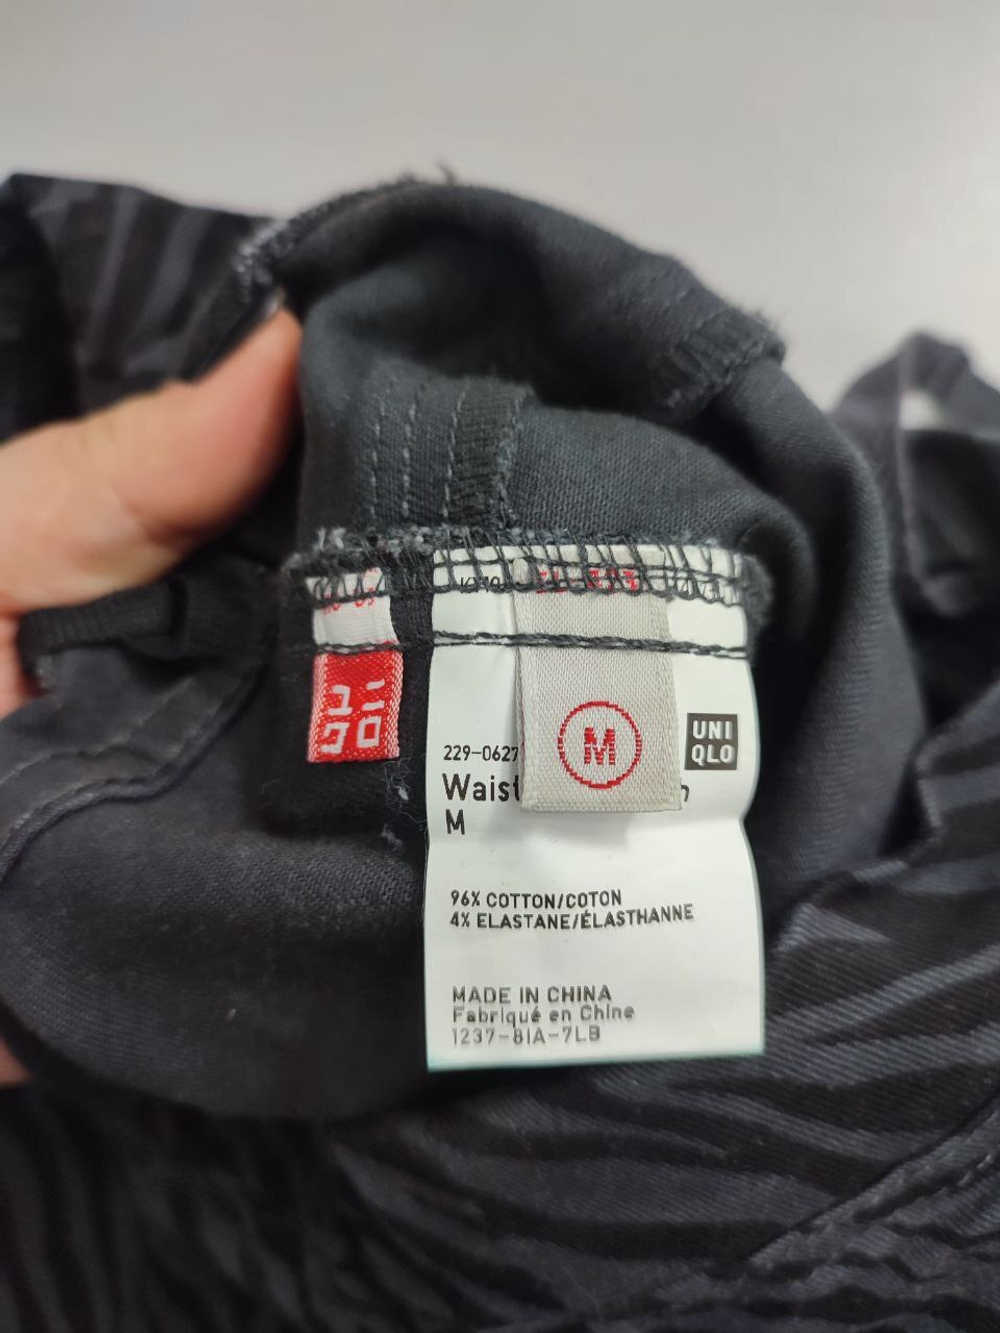 ユニ
クロ
M
UNI
QLO
229-0627
Waist
M
96% COTTON/COTON
4% ELASTANE/ÉLASTHANNE
MADE IN CHINA
Fabriqué en Chine
1237-81A-7LB